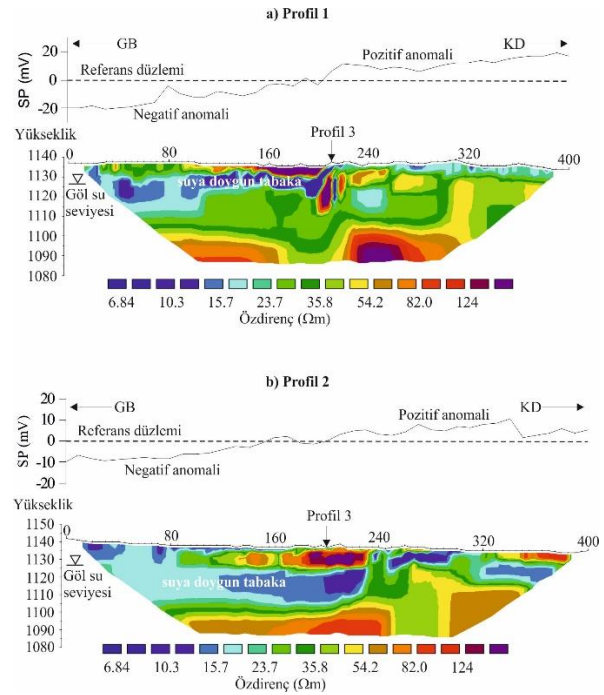 a) Profil 1
GB KD
Pozitif anomali
SP (mV)
20
0
-20
Referans düzlemi
Negatif anomali
Yükseklik
Profil 3
0 80 160 240 320 400
1140
1130
1120
1110
1100
1090
1080
Göl su
seviyesi
suya doygun tabaka
6.84 10.3 15.7 23.7 35.8 54.2 82.0 124
Özdirenç (Ωm)
b) Profil 2
GB KD
Pozitif anomali
SP (mV)
20
10
0
-10
-20
Referans düzlemi
Negatif anomali
Yükseklik
Profil 3
0 80 160 240 320 400
1150
1140
1130
1120
1110
1100
1090
1080
Göl su
seviyesi
suya doygun tabaka
6.84 10.3 15.7 23.7 35.8 54.2 82.0 124
Özdirenç (Ωm)